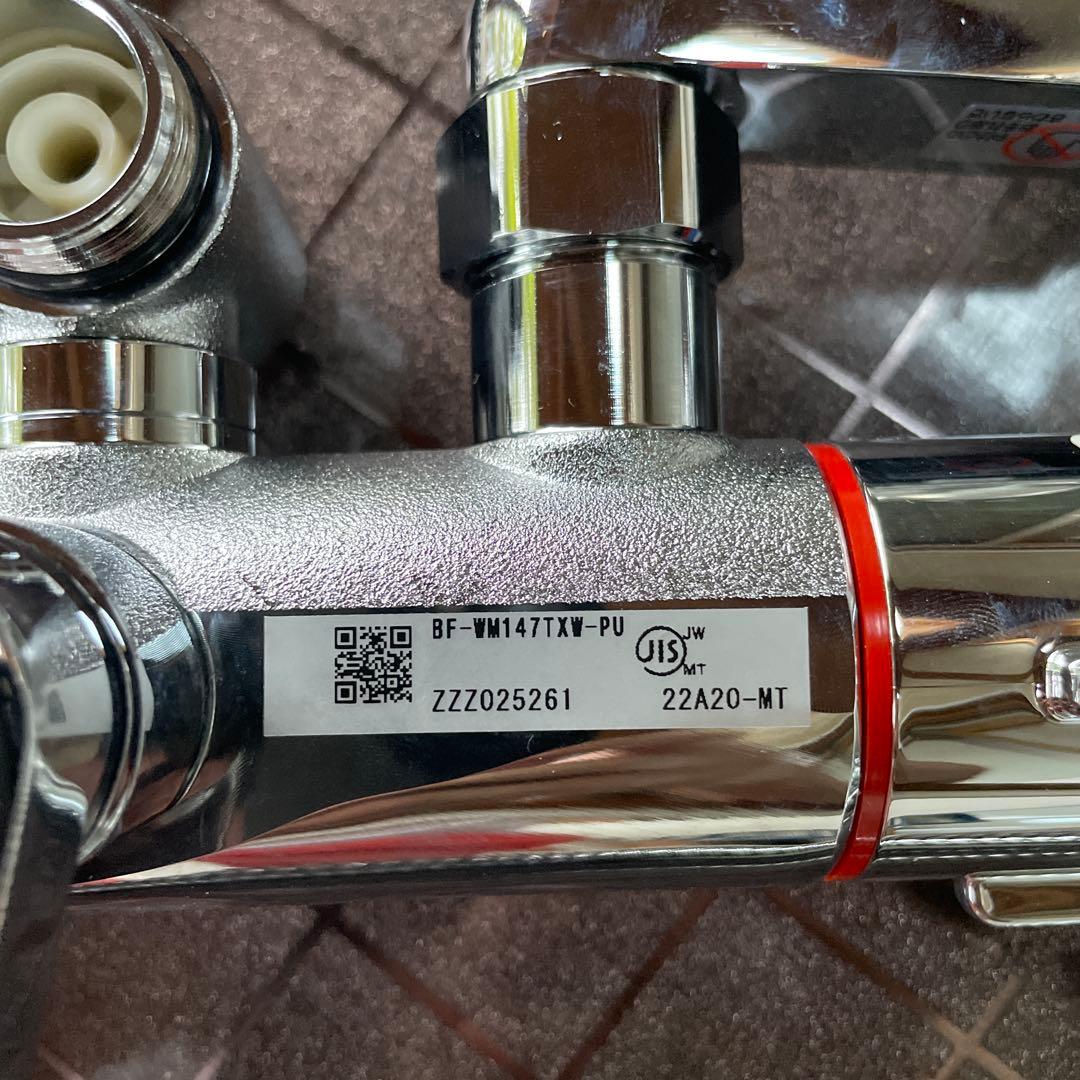 BF-WM147TXW-PU
JIS
JW
MT
ZZZ025261
22A20-MT